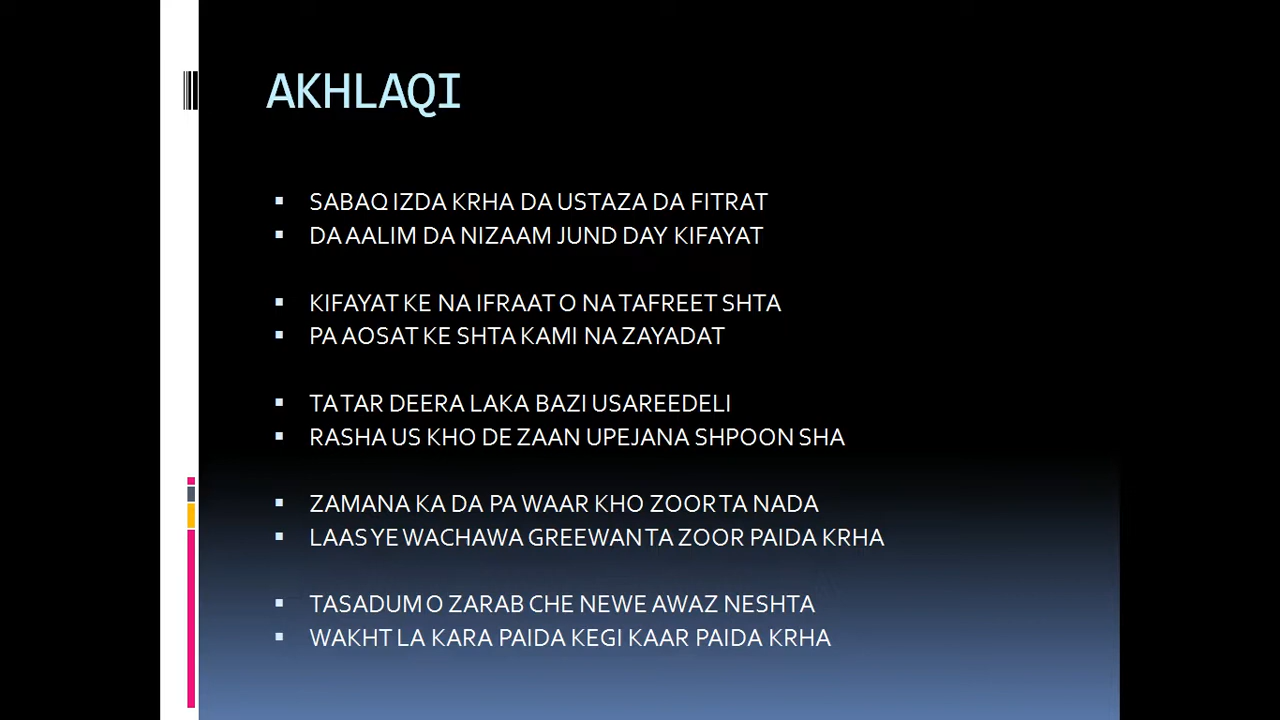 AKHLAQI
SABAQ IZDA KRHA DA USTAZA DA FITRAT
DA AALIM DA NIZAAM JUND DAY KIFAYAT
KIFAYAT KE NA IFRAAT O NA TAFREET SHTA
PA AOSAT KE SHTA KAMI NA ZAYADAT
TA TAR DEERA LAKA BAZI USAREEDELI
RASHA US KHO DE ZAAN UPEJANA SHPOON SHA
ZAMANA KA DA PA WAAR KHO ZOOR TA NADA
LAAS YE WACHAWA GREEWAN TA ZOOR PAIDA KRHA
TASADUM O ZARAB CHE NEWE AWAZ NESHTA
WAKHT LA KARA PAIDA KEGI KAAR PAIDA KRHA